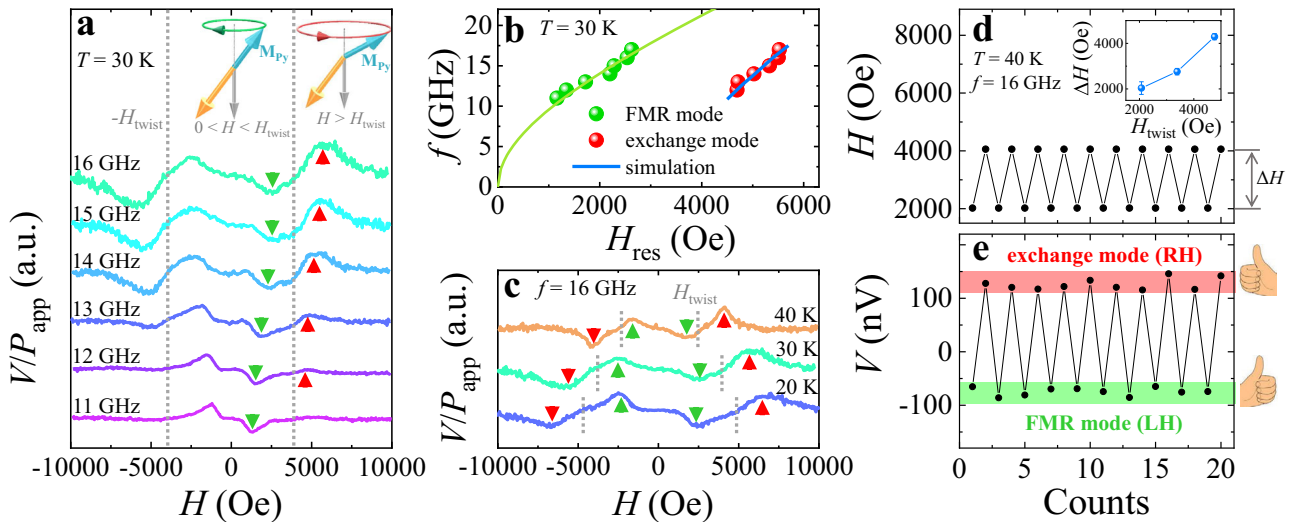 a
T = 30 K
M_Py
M_Py
-H_twist
0 < H < H_twist
H > H_twist
16 GHz
15 GHz
14 GHz
13 GHz
12 GHz
11 GHz
V/P_app (a.u.)
-10000 -5000 0 5000 10000
H (Oe)
b
T = 30 K
20
15
10
5
0
f (GHz)
FMR mode
exchange mode
simulation
0 2000 4000 6000
H_res (Oe)
c
f = 16 GHz
H_twist
40 K
30 K
20 K
V/P_app (a.u.)
-10000 -5000 0 5000 10000
H (Oe)
d
T = 40 K
f = 16 GHz
8000
6000
4000
2000
H (Oe)
ΔH (Oe)
4000
2000
2000 4000
H_twist (Oe)
ΔH
e
exchange mode (RH)
100
0
-100
V (nV)
FMR mode (LH)
0 5 10 15 20
Counts